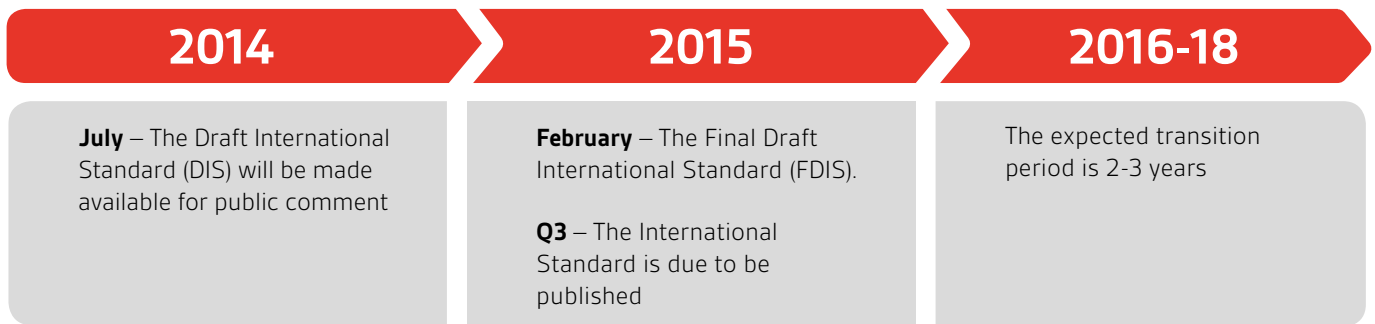 2014
2015
2016-18
July – The Draft International
Standard (DIS) will be made
available for public comment
February – The Final Draft
International Standard (FDIS).
Q3 – The International
Standard is due to be
published
The expected transition
period is 2-3 years